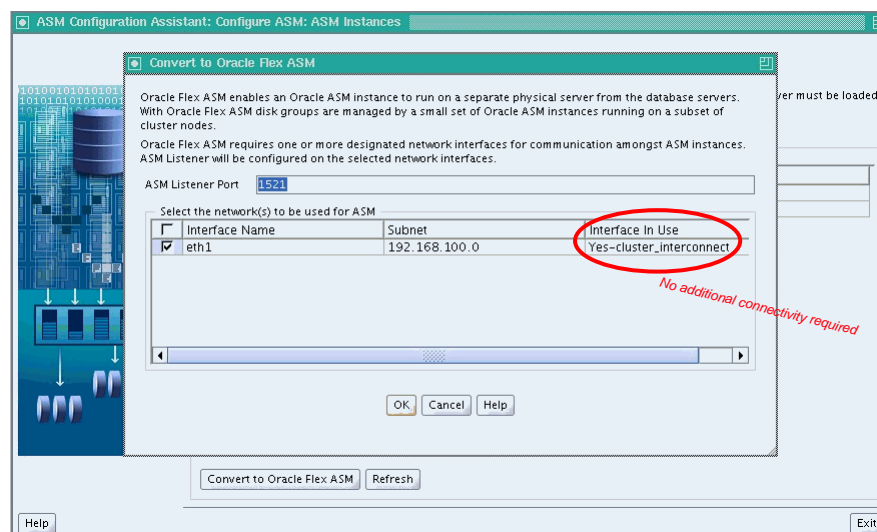 ASM Configuration Assistant: Configure ASM: ASM Instances
Convert to Oracle Flex ASM
Oracle Flex ASM enables an Oracle ASM instance to run on a separate physical server from the database servers.
With Oracle Flex ASM disk groups are managed by a small set of Oracle ASM instances running on a subset of
cluster nodes.
ver must be loaded
Oracle Flex ASM requires one or more designated network interfaces for communication amongst ASM instances.
ASM Listener will be configured on the selected network interfaces.
ASM Listener Port 1521
Select the network(s) to be used for ASM
Interface Name Subnet Interface In Use
eth1 192.168.100.0 Yes-cluster_interconnect
No additional connectivity required
OK Cancel Help
Convert to Oracle Flex ASM Refresh
Help Exit